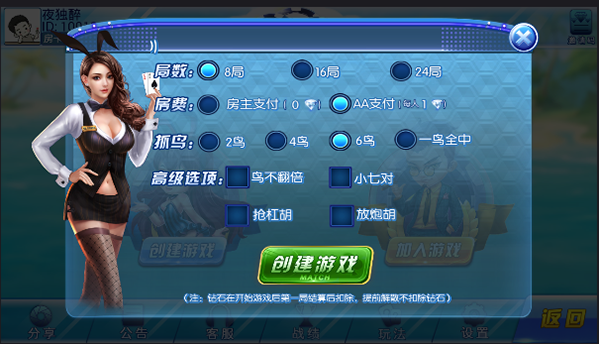 夜独醉
局数: 8局 16局 24局
房费: 房主支付(0) AA支付(每人1)
抓鸟: 2鸟 4鸟 6鸟 一鸟全中
高级选项: 鸟不翻倍 小七对
抢杠胡 放炮胡
创建游戏 加入游戏
创建游戏
MATCH
(注：钻石在开始游戏后第一局结算后扣除，提前解散不扣除钻石)
分享 公告 客服 战绩 玩法 设置 返回